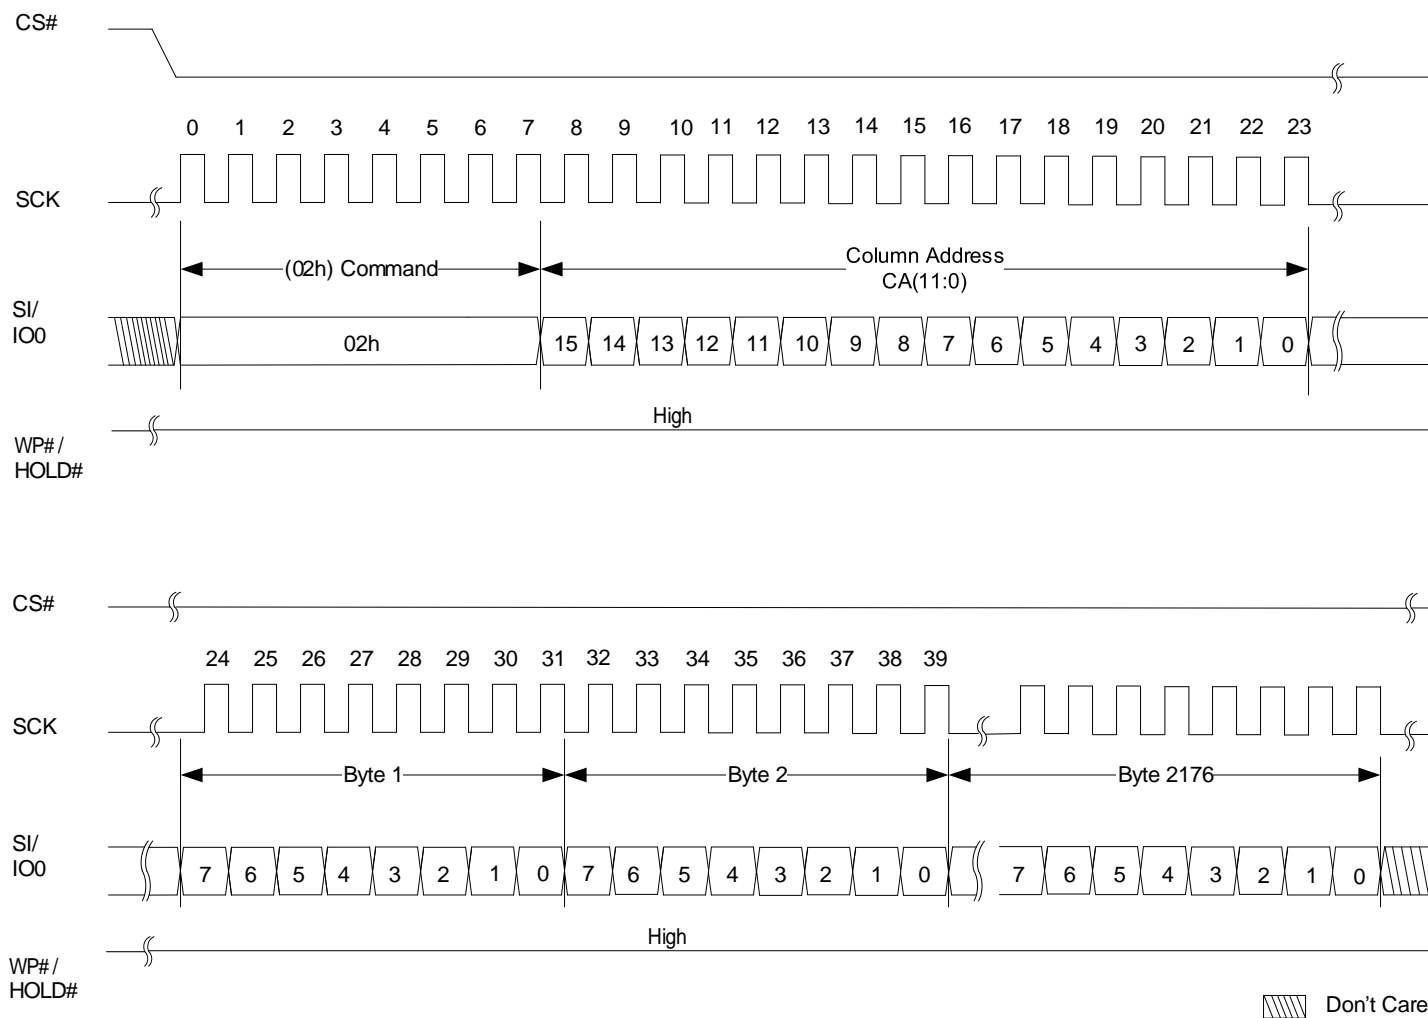 CS#
0 1 2 3 4 5 6 7 8 9 10 11 12 13 14 15 16 17 18 19 20 21 22 23
SCK
(02h) Command
Column Address
CA(11:0)
SI/
IO0
02h 15 14 13 12 11 10 9 8 7 6 5 4 3 2 1 0
High
WP# /
HOLD#
CS#
24 25 26 27 28 29 30 31 32 33 34 35 36 37 38 39
SCK
Byte 1 Byte 2 Byte 2176
SI/
IO0
7 6 5 4 3 2 1 0 7 6 5 4 3 2 1 0 7 6 5 4 3 2 1 0
High
WP# /
HOLD#
Don't Care